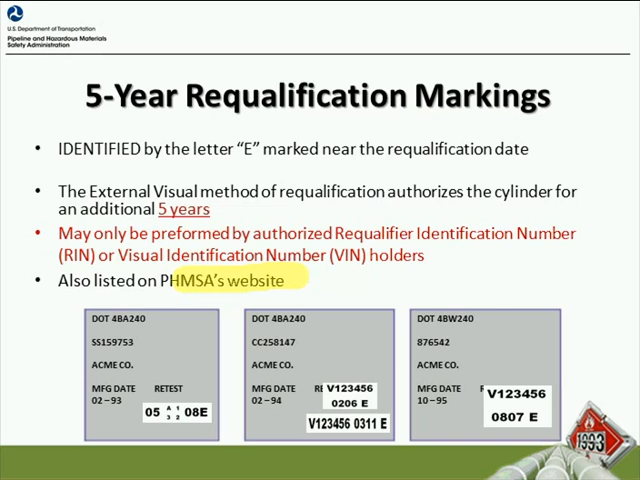 U.S. Department of Transportation
Pipeline and Hazardous Materials
Safety Administration
5-Year Requalification Markings
• IDENTIFIED by the letter “E” marked near the requalification date
• The External Visual method of requalification authorizes the cylinder for
an additional 5 years
• May only be preformed by authorized Requalifier Identification Number
(RIN) or Visual Identification Number (VIN) holders
• Also listed on PHMSA’s website
DOT 4BA240
SS159753
ACME CO.
MFG DATE RETEST
02 – 93
05 A 1 3 2 08E
DOT 4BA240
CC258147
ACME CO.
MFG DATE
02 – 94
V123456
0206 E
V123456 0311 E
DOT 4BW240
876542
ACME CO.
MFG DATE
10 – 95
V123456
0807 E
1993